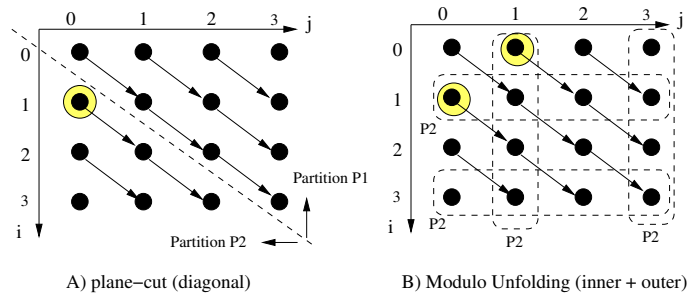 0 1 2 3 j
0
1
2
3
i
Partition P1
Partition P2
A) plane-cut (diagonal)
0 1 2 3 j
0
1
P2
2
3
i
P2
P2
P2
B) Modulo Unfolding (inner + outer)